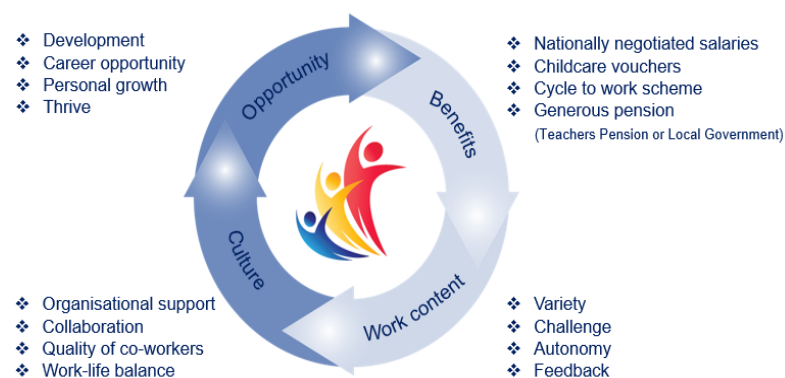 ❖ Development
❖ Career opportunity
❖ Personal growth
❖ Thrive
Opportunity
Benefits
❖ Nationally negotiated salaries
❖ Childcare vouchers
❖ Cycle to work scheme
❖ Generous pension
(Teachers Pension or Local Government)
Culture
Work content
❖ Organisational support
❖ Collaboration
❖ Quality of co-workers
❖ Work-life balance
❖ Variety
❖ Challenge
❖ Autonomy
❖ Feedback